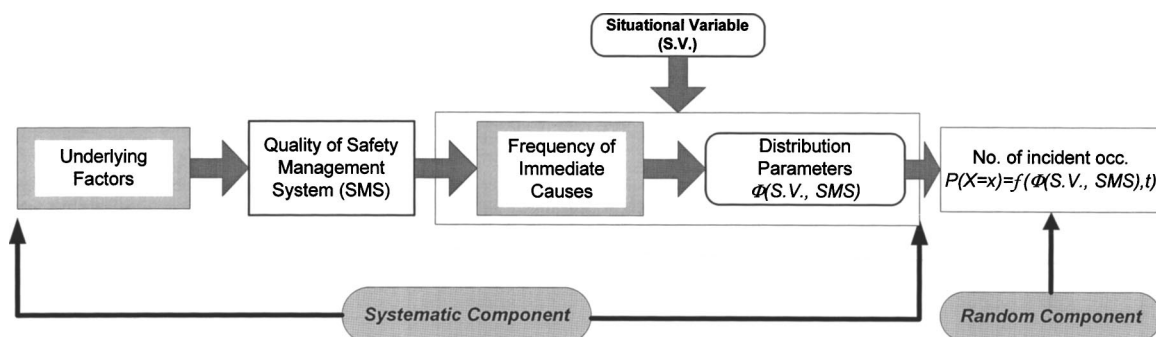 Situational Variable
(S.V.)
Underlying
Factors
Quality of Safety
Management
System (SMS)
Frequency of
Immediate
Causes
Distribution
Parameters
Φ(S.V., SMS)
No. of incident occ.
P(X=x)=ƒ(Φ(S.V., SMS),t)
Systematic Component
Random Component